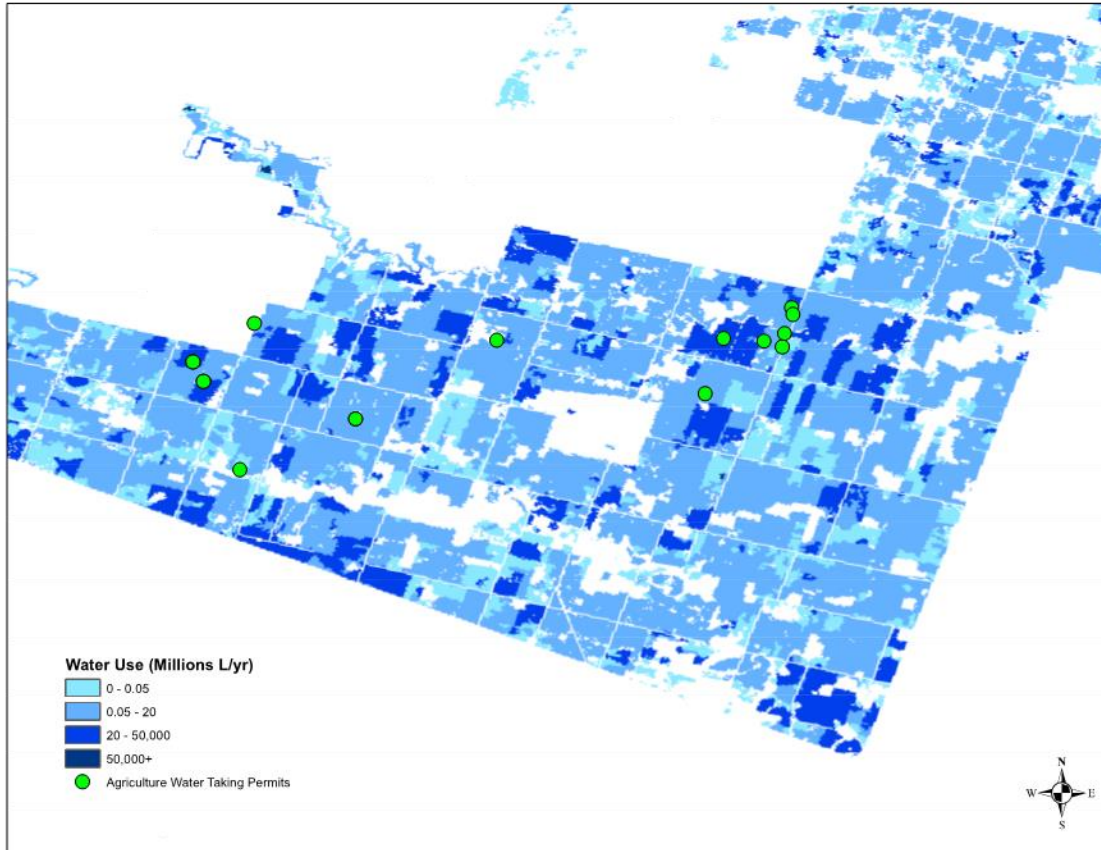 Water Use (Millions L/yr)
0 - 0.05
0.05 - 20
20 - 50,000
50,000+
Agriculture Water Taking Permits
N
W E
S